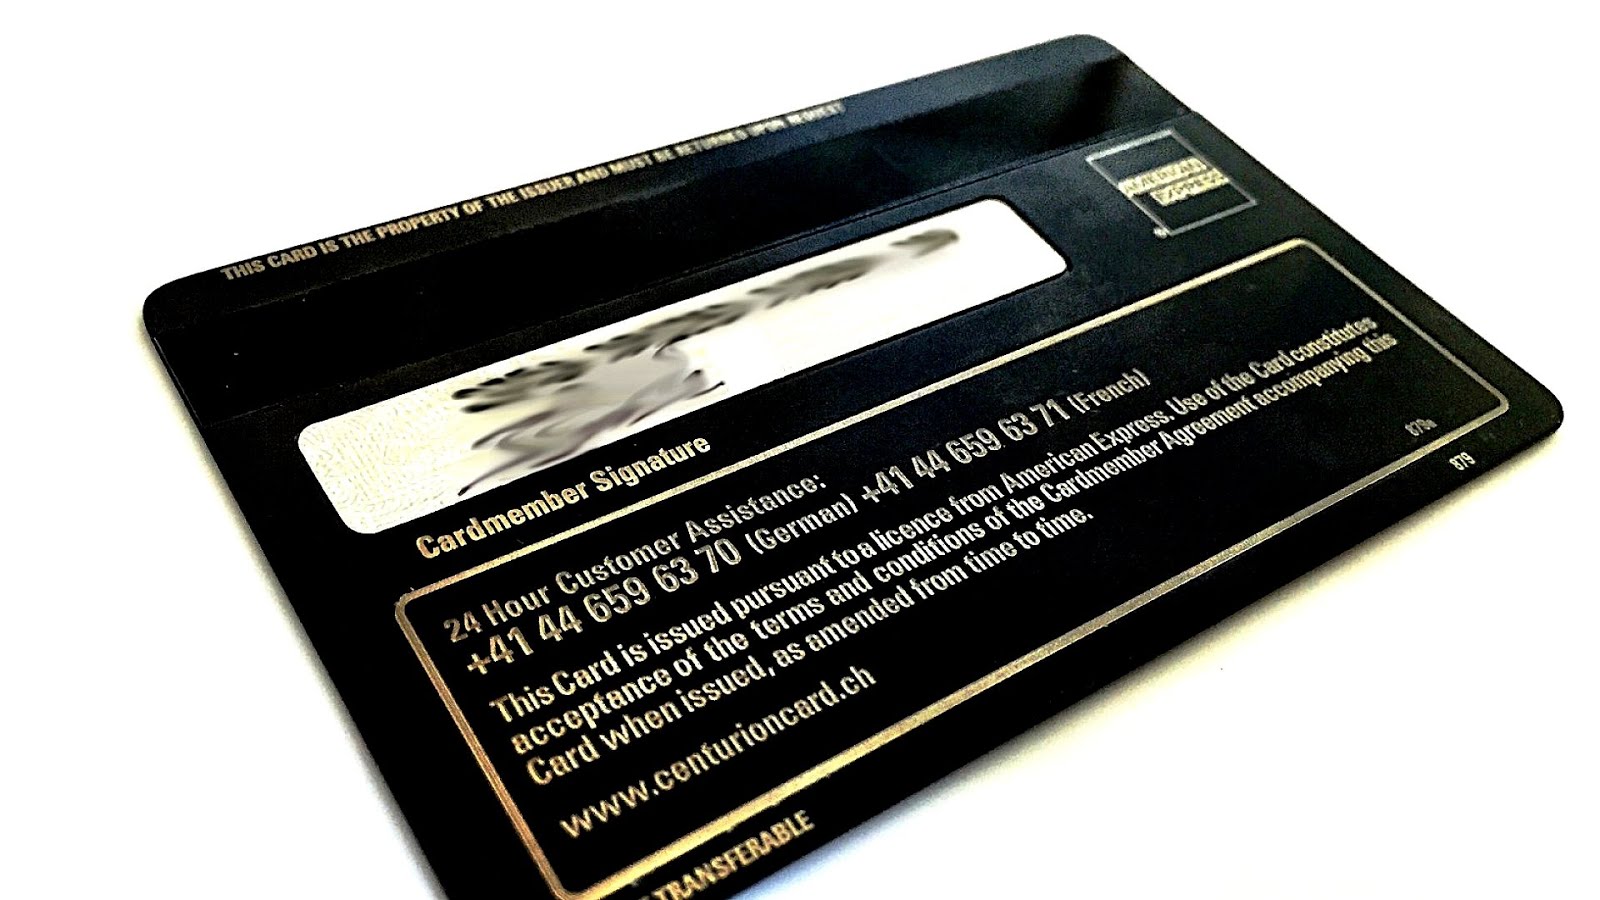 THIS CARD IS THE PROPERTY OF THE ISSUER AND MUST BE RETURNED UPON REQUEST
AMERICAN
EXPRESS
Cardmember Signature
24 Hour Customer Assistance:
+41 44 659 63 70 (German) +41 44 659 63 71 (French)
This Card is issued pursuant to a licence from American Express. Use of the Card constitutes
acceptance of the terms and conditions of the Cardmember Agreement accompanying this
Card when issued, as amended from time to time.
www.centurioncard.ch
879
TRANSFERABLE